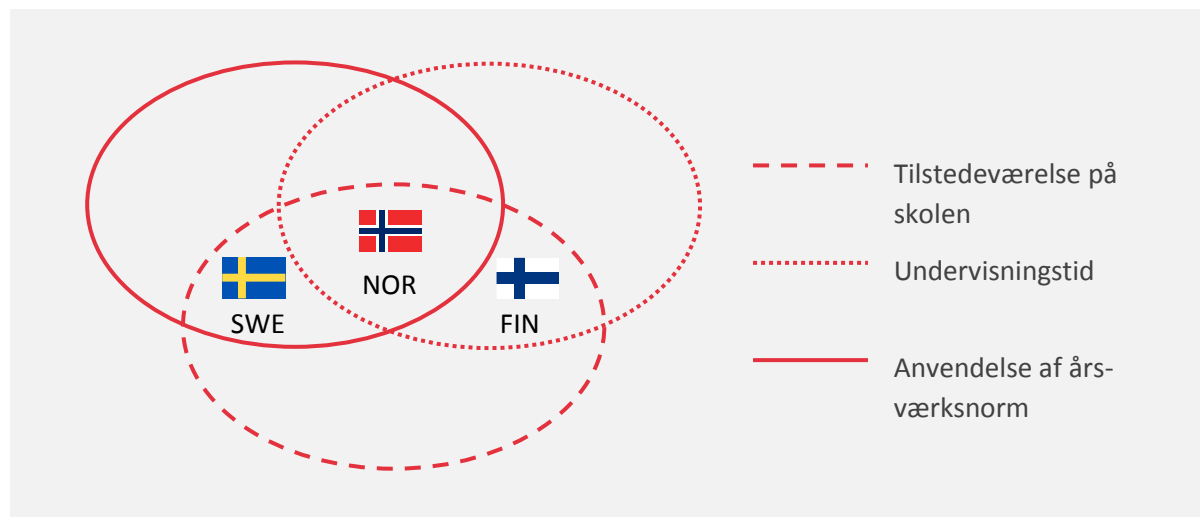 NOR
SWE
FIN
Tilstedeværelse på
skolen
Undervisningstid
Anvendelse af års-
værksnorm